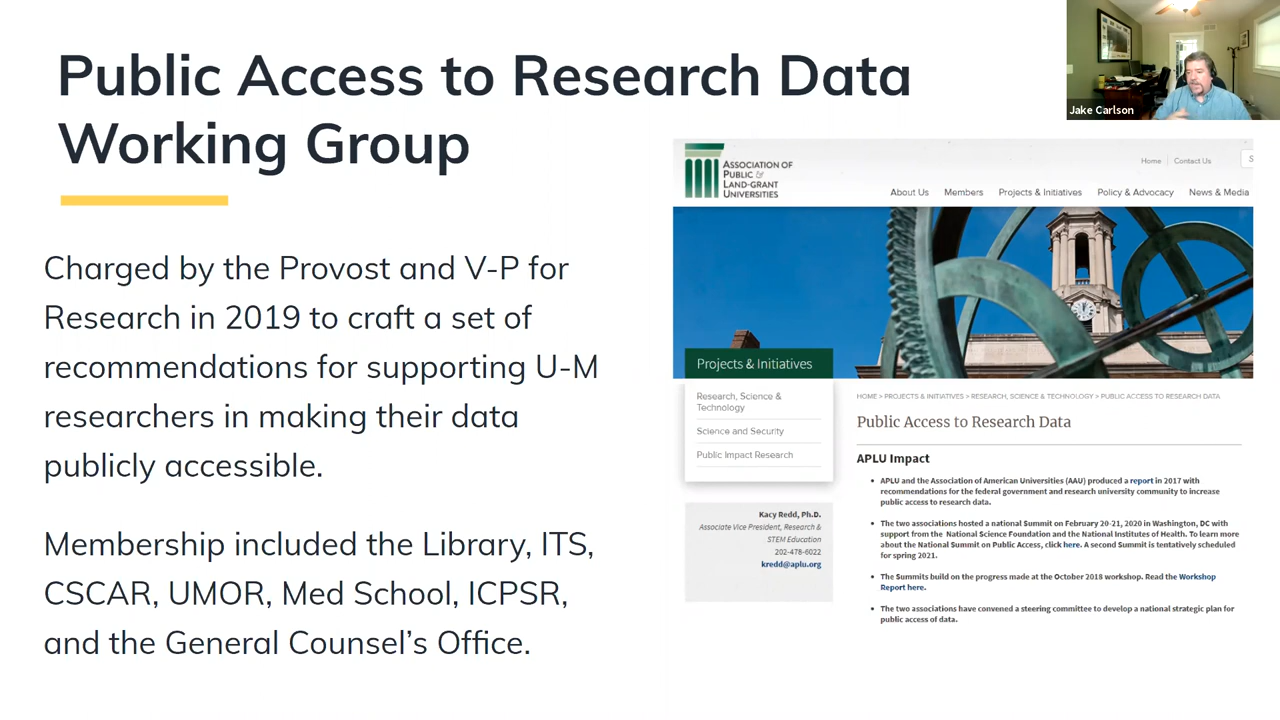 Public Access to Research Data
Working Group
Jake Carlson
Charged by the Provost and V-P for
Research in 2019 to craft a set of
recommendations for supporting U-M
researchers in making their data
publicly accessible.
Membership included the Library, ITS,
CSCAR, UMOR, Med School, ICPSR,
and the General Counsel's Office.
ASSOCIATION OF
PUBLIC & 
LAND-GRANT
UNIVERSITIES
Home | Contact Us
S
About Us Members Projects & Initiatives Policy & Advocacy News & Media
Projects & Initiatives
Research, Science &
Technology
Science and Security
Public Impact Research
Kacy Redd, Ph.D.
Associate Vice President, Research &
STEM Education
202-478-6022
kredd@aplu.org
HOME > PROJECTS & INITIATIVES > RESEARCH, SCIENCE & TECHNOLOGY > PUBLIC ACCESS TO RESEARCH DATA
Public Access to Research Data
APLU Impact
• APLU and the Association of American Universities (AAU) produced a report in 2017 with
recommendations for the federal government and research university community to increase
public access to research data.
• The two associations hosted a national Summit on February 20-21, 2020 in Washington, DC with
support from the National Science Foundation and the National Institutes of Health. To learn more
about the National Summit on Public Access, click here. A second Summit is tentatively scheduled
for spring 2021.
• The Summits build on the progress made at the October 2018 workshop. Read the Workshop
Report here.
• The two associations have convened a steering committee to develop a national strategic plan for
public access of data.